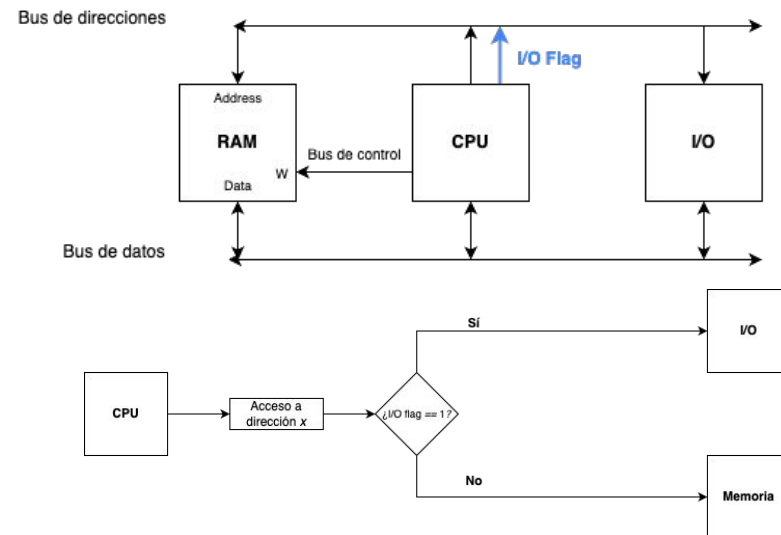 Bus de direcciones
I/O Flag
Address
RAM
W
Data
Bus de control
CPU
I/O
Bus de datos
Sí
I/O
CPU
Acceso a
dirección x
¿I/O flag == 1?
No
Memoria